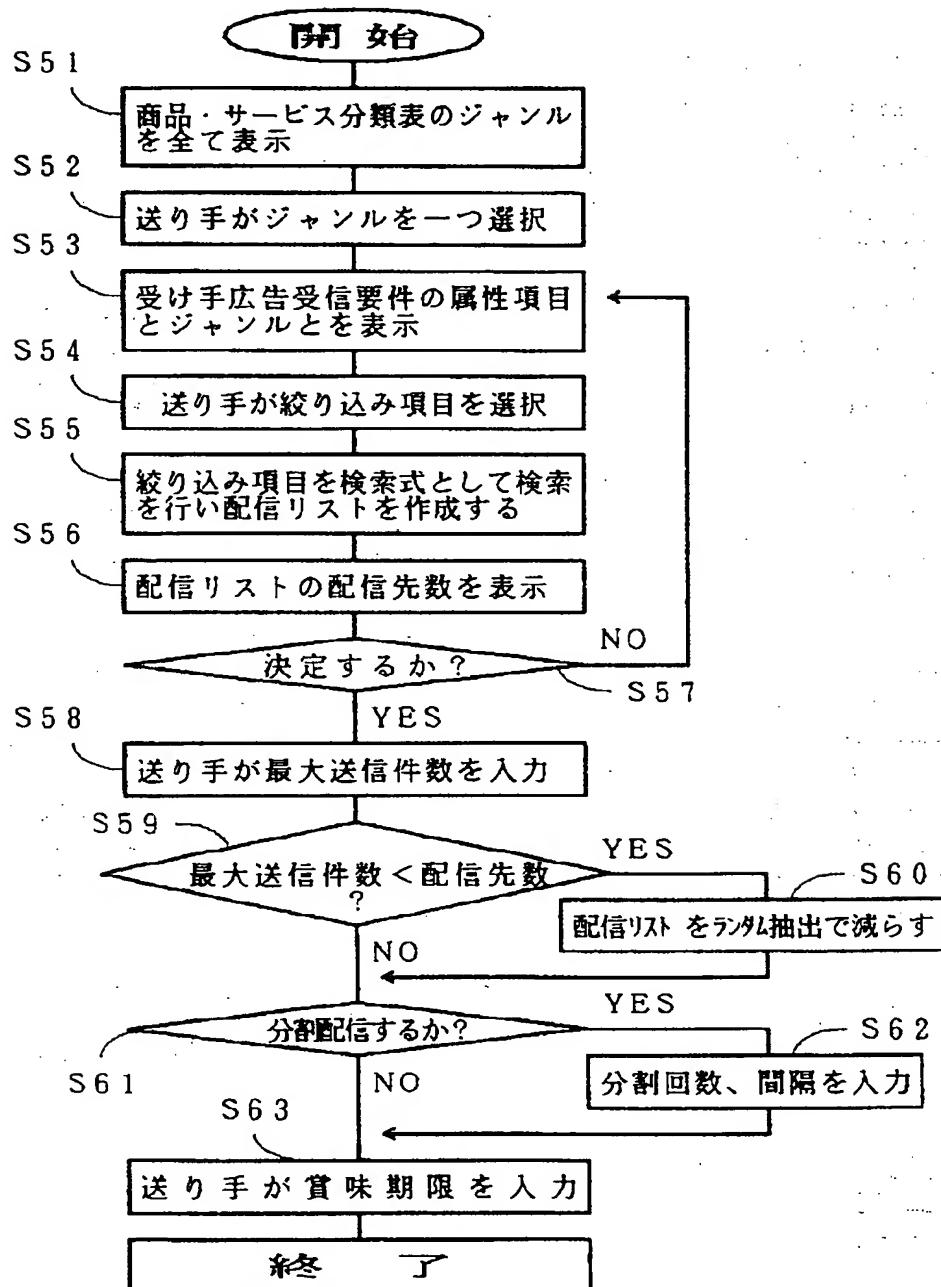 開始
S51
商品・サービス分類表のジャンル
を全て表示
S52
送り手がジャンルを一つ選択
S53
受け手広告受信要件の属性項目
とジャンルとを表示
S54
送り手が絞り込み項目を選択
S55
絞り込み項目を検索式として検索
を行い配信リストを作成する
S56
配信リストの配信先数を表示
決定するか?
NO
S57
YES
S58
送り手が最大送信件数を入力
S59
最大送信件数<配信先数
?
YES
S60
配信リストをランダム抽出で減らす
NO
分割配信するか?
YES
S61
S62
分割回数、間隔を入力
NO
S63
送り手が賞味期限を入力
終了